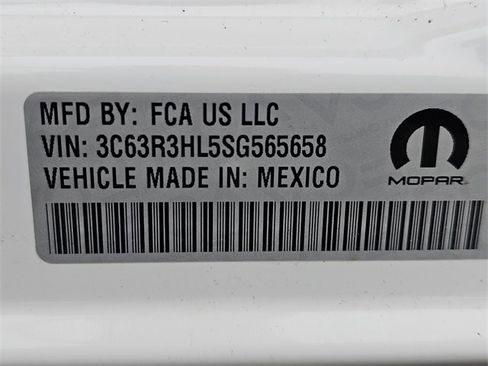 MFD BY: FCA US LLC
VIN: 3C63R3HL5SG565658
VEHICLE MADE IN: MEXICO
MOPAR